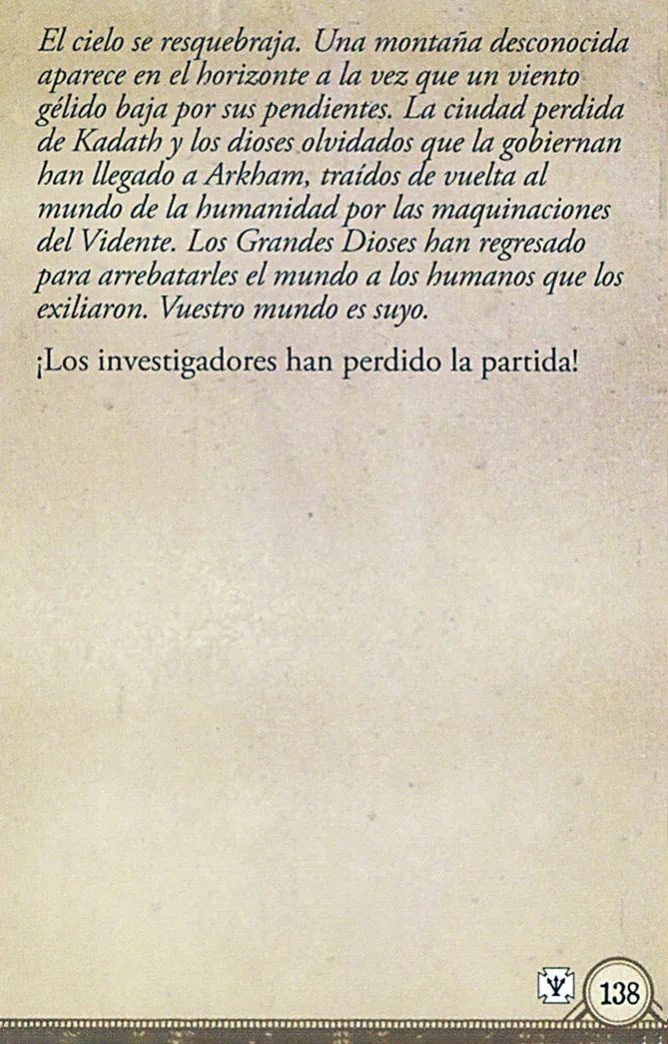 El cielo se resquebraja. Una montaña desconocida
aparece en el horizonte a la vez que un viento
gélido baja por sus pendientes. La ciudad perdida
de Kadath y los dioses olvidados que la gobiernan
han llegado a Arkham, traídos de vuelta al
mundo de la humanidad por las maquinaciones
del Vidente. Los Grandes Dioses han regresado
para arrebatarles el mundo a los humanos que los
exiliaron. Vuestro mundo es suyo.
¡Los investigadores han perdido la partida!
138